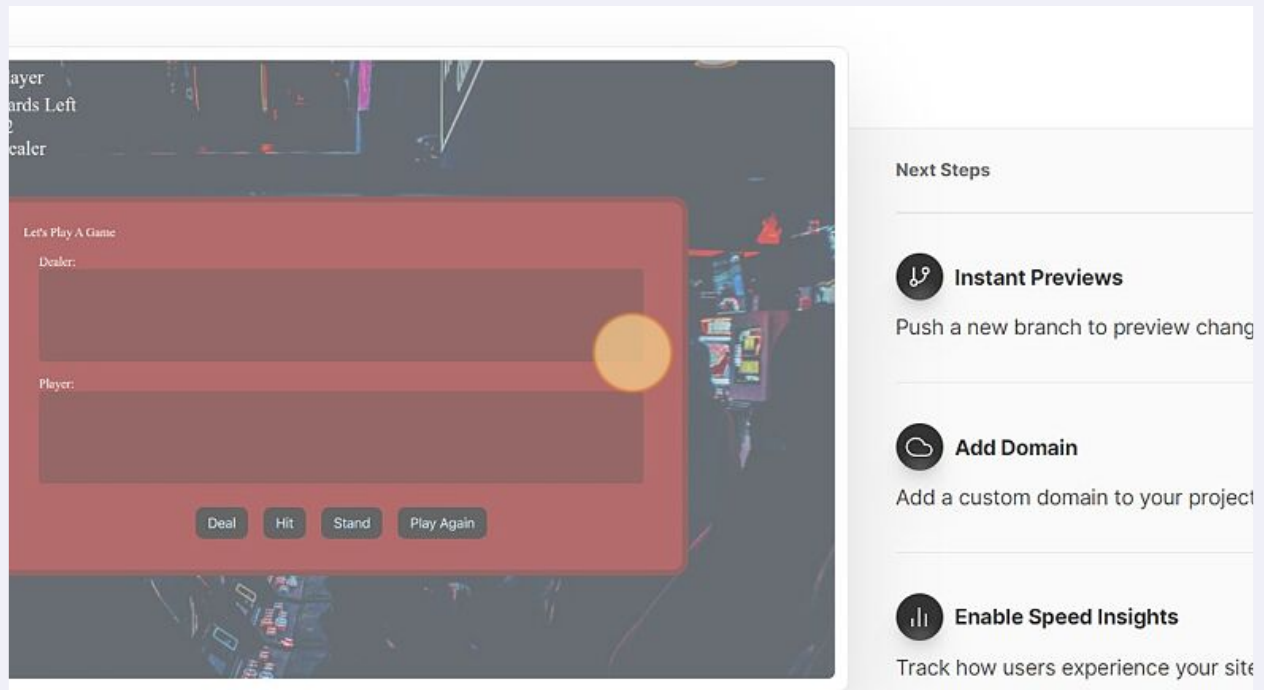 ayer
ards Left
2
ealer
Let's Play A Game
Dealer:
Player:
Deal
Hit
Stand
Play Again
Next Steps
Instant Previews
Push a new branch to preview chang
Add Domain
Add a custom domain to your project
Enable Speed Insights
Track how users experience your site